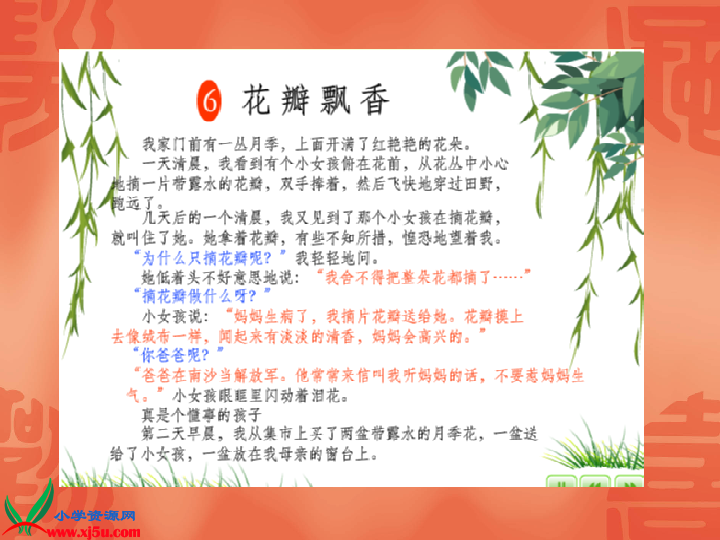 6 花瓣飘香
我家门前有一丛月季，上面开满了红艳艳的花朵。
一天清晨，我看到有个小女孩俯在花前，从花丛中小心
地摘一片带露水的花瓣，双手捧着，然后飞快地穿过田野，
跑远了。
几天后的一个清晨，我又见到了那个小女孩在摘花瓣，
就叫住了她。她拿着花瓣，有些不知所措，惶恐地望着我。
“为什么只摘花瓣呢？”我轻轻地问。
她低着头不好意思地说：“我舍不得把整朵花都摘了……”
“摘花瓣做什么呀？”
小女孩说：“妈妈生病了，我摘片花瓣送给她。花瓣摸上
去像绒布一样，闻起来有淡淡的清香，妈妈会高兴的。”
“你爸爸呢？”
“爸爸在南沙当解放军。他常常来信叫我听妈妈的话，不要惹妈妈生
气。”小女孩眼眶里闪动着泪花。
真是个懂事的孩子
第二天早晨，我从集市上买了两盆带露水的月季花，一盆送
给了小女孩，一盆放在我母亲的窗台上。
小学资源网
www.xj5u.com